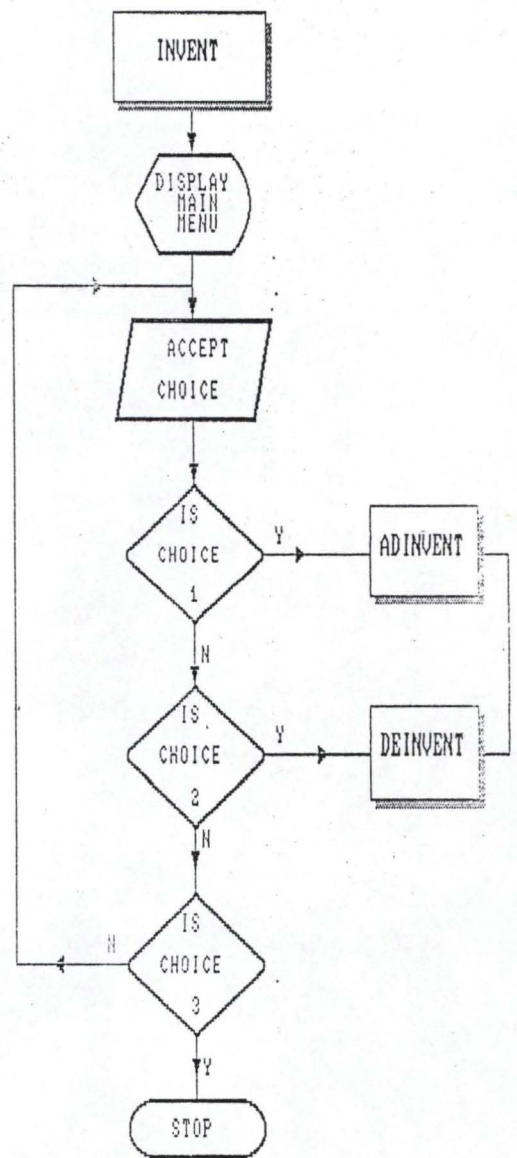 INVENT
DISPLAY
MAIN
MENU
ACCEPT
CHOICE
IS
CHOICE
1
Y
ADINVENT
N
IS
CHOICE
2
Y
DEINVENT
N
IS
CHOICE
3
N
Y
STOP